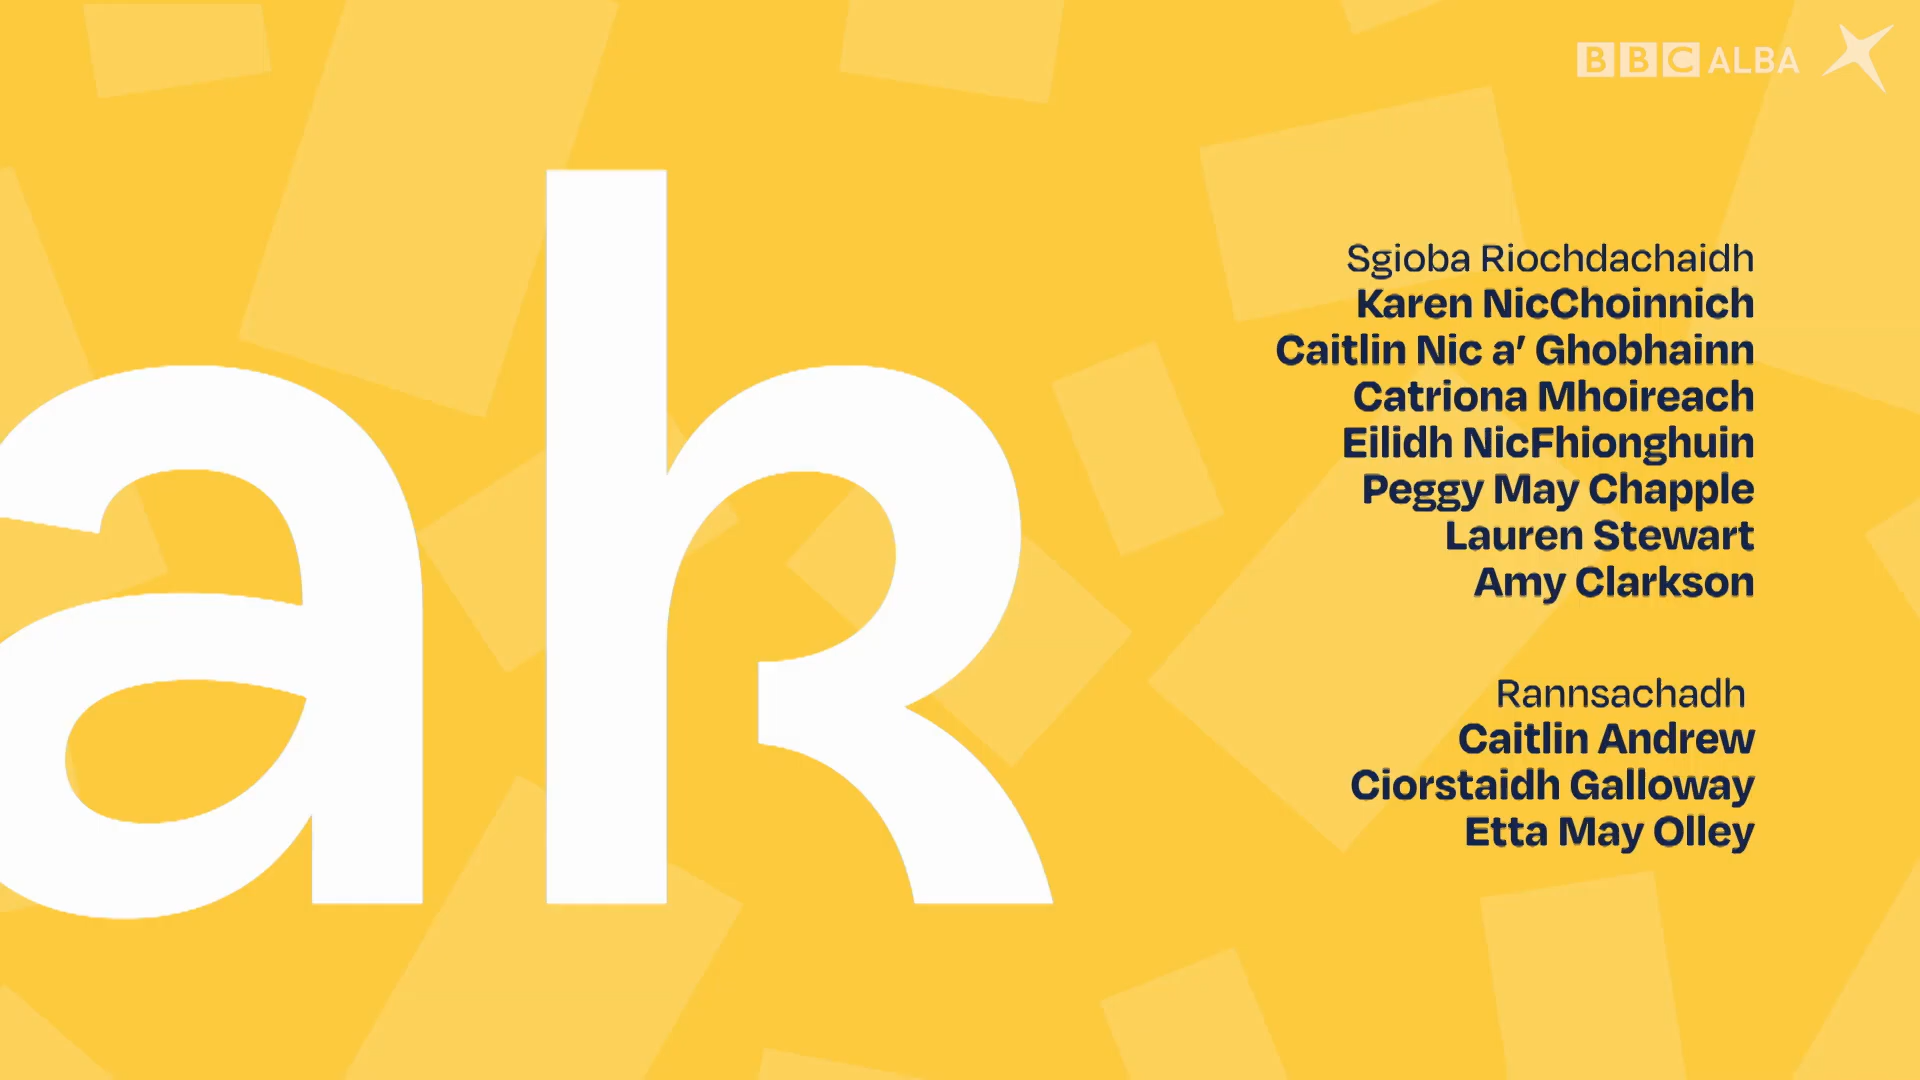 BBC ALBA
ak
Sgioba Riochdachaidh
Karen NicChoinnich
Caitlin Nic a’ Ghobhainn
Catriona Mhoireach
Eilidh NicFhionghuin
Peggy May Chapple
Lauren Stewart
Amy Clarkson
Rannsachadh
Caitlin Andrew
Ciorstaidh Galloway
Etta May Olley